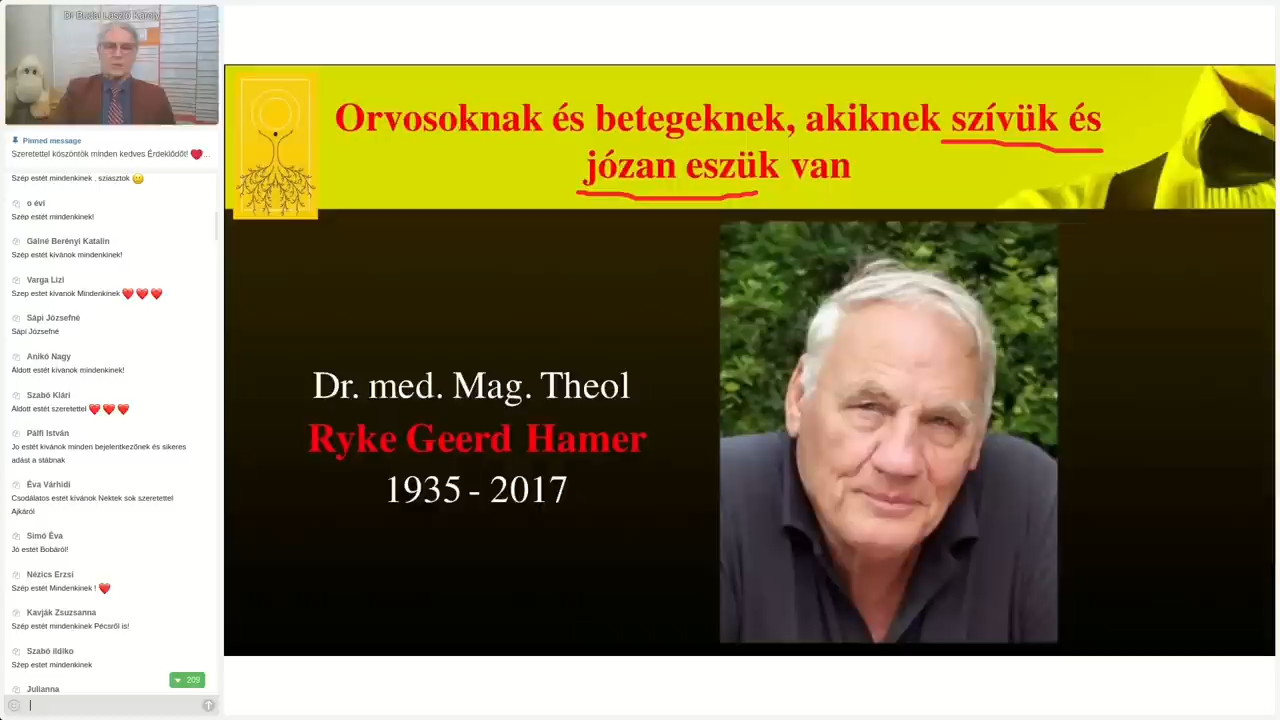 Dr Budai László Károly
Pinned message
Szeretettel köszöntök minden kedves Érdeklődőt! ❤️...
Szép estét mindenkinek , sziasztok 🙂
o évi
Szép estét mindenkinek!
Gálné Berényi Katalin
Szép estét kívánok mindenkinek!
Varga Lizi
Szep estet kivanok Mindenkinek ❤️ ❤️ ❤️
Sápi Józsefné
Sápi Józsefné
Anikó Nagy
Áldott estét kívánok mindenkinek!
Szabó Klári
Áldott estét szeretettel ❤️ ❤️ ❤️
Pálfi István
Jo estét kívánok minden bejelentkezőnek és sikeres
adást a stábnak
Éva Várhidi
Csodálatos estét kívánok Nektek sok szeretettel
Ajkáról
Simó Éva
Jó estét Bobáról!
Nézics Erzsi
Szép estét Mindenkinek ! ❤️
Kavják Zsuzsanna
Szép estét mindenkinek Pécsről is!
Szabó ildiko
Szép estet mindenkinek
209
Julianna
Orvosoknak és betegeknek, akiknek szívük és
józan eszük van
Dr. med. Mag. Theol
Ryke Geerd Hamer
1935 - 2017